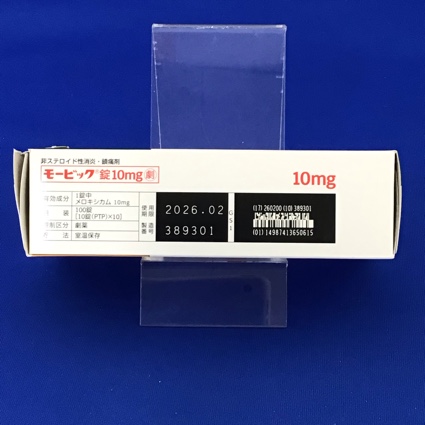 非ステロイド性消炎・鎮痛剤
モービック®錠10mg 劇
10mg
有効成分 1錠中 メロキシカム 10mg
包装 100錠 [10錠(PTP)×10]
規制区分 劇薬
貯法 室温保存
使用期限 2026.02
製造番号 389301
GS1
(17)260200(10)389301
(01)14987413650615